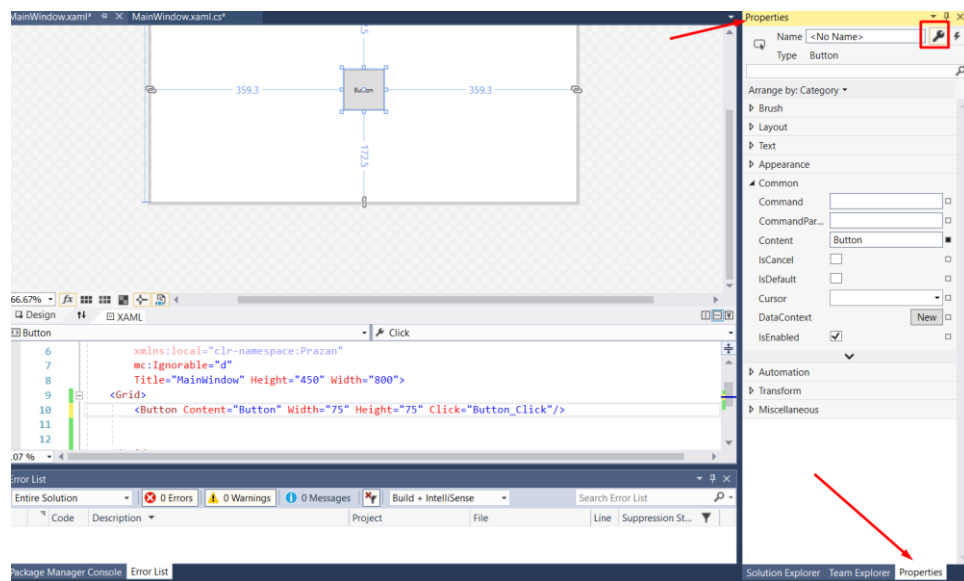 MainWindow.xaml*
MainWindow.xaml.cs*
359.3
Button
359.3
172.5
66.67%
fx
Design
XAML
Button
Click
6 xmlns:local="clr-namespace:Prazan"
7 mc:Ignorable="d"
8 Title="MainWindow" Height="450" Width="800">
9 <Grid>
10 <Button Content="Button" Width="75" Height="75" Click="Button_Click"/>
11
12
.07 %
Error List
Entire Solution
0 Errors
0 Warnings
0 Messages
Build + IntelliSense
Search Error List
Code
Description
Project
File
Line
Suppression St...
Package Manager Console
Error List
Properties
Name
<No Name>
Type
Button
Arrange by: Category
Brush
Layout
Text
Appearance
Common
Command
CommandPar...
Content
Button
IsCancel
IsDefault
Cursor
DataContext
New
IsEnabled
Automation
Transform
Miscellaneous
Solution Explorer
Team Explorer
Properties